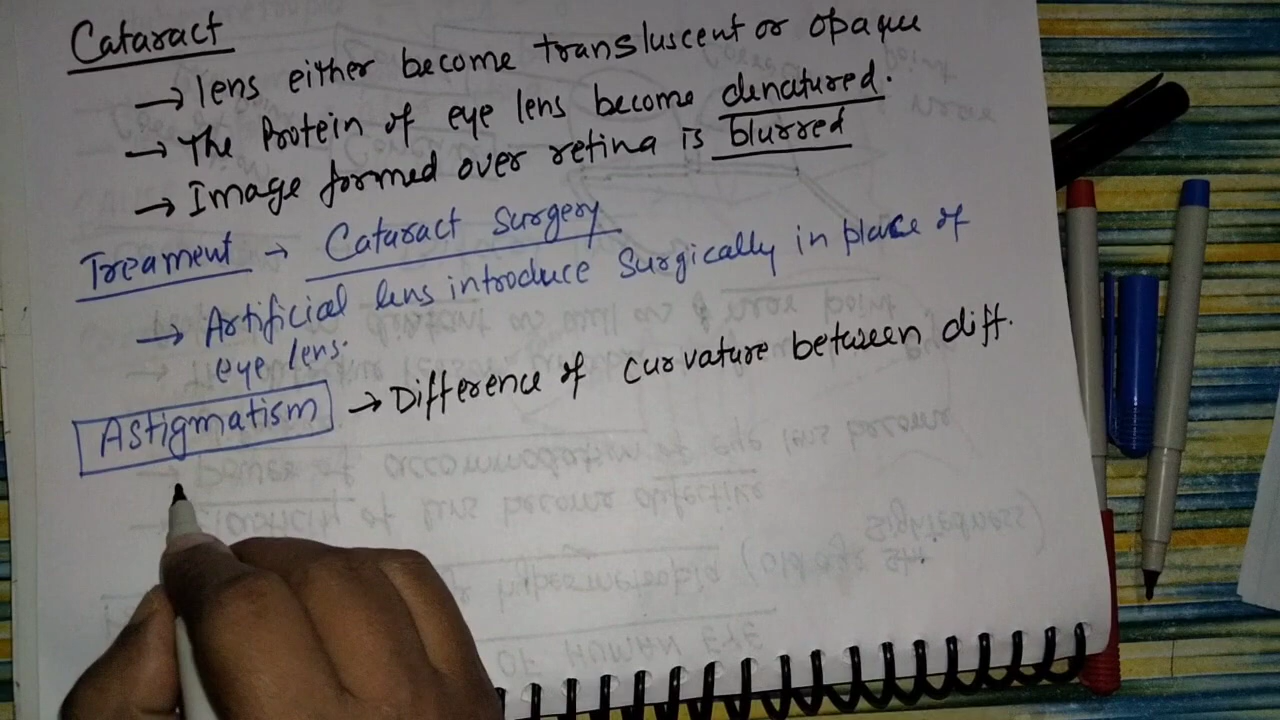 Cataract
→ lens either become transluscent or opaque
→ The Protein of eye lens become denatured.
→ Image formed over retina is blurred
Treament → Cataract Surgery
→ Artificial lens introduce Surgically in place of
eye lens.
Astigmatism → Difference of curvature between diff.